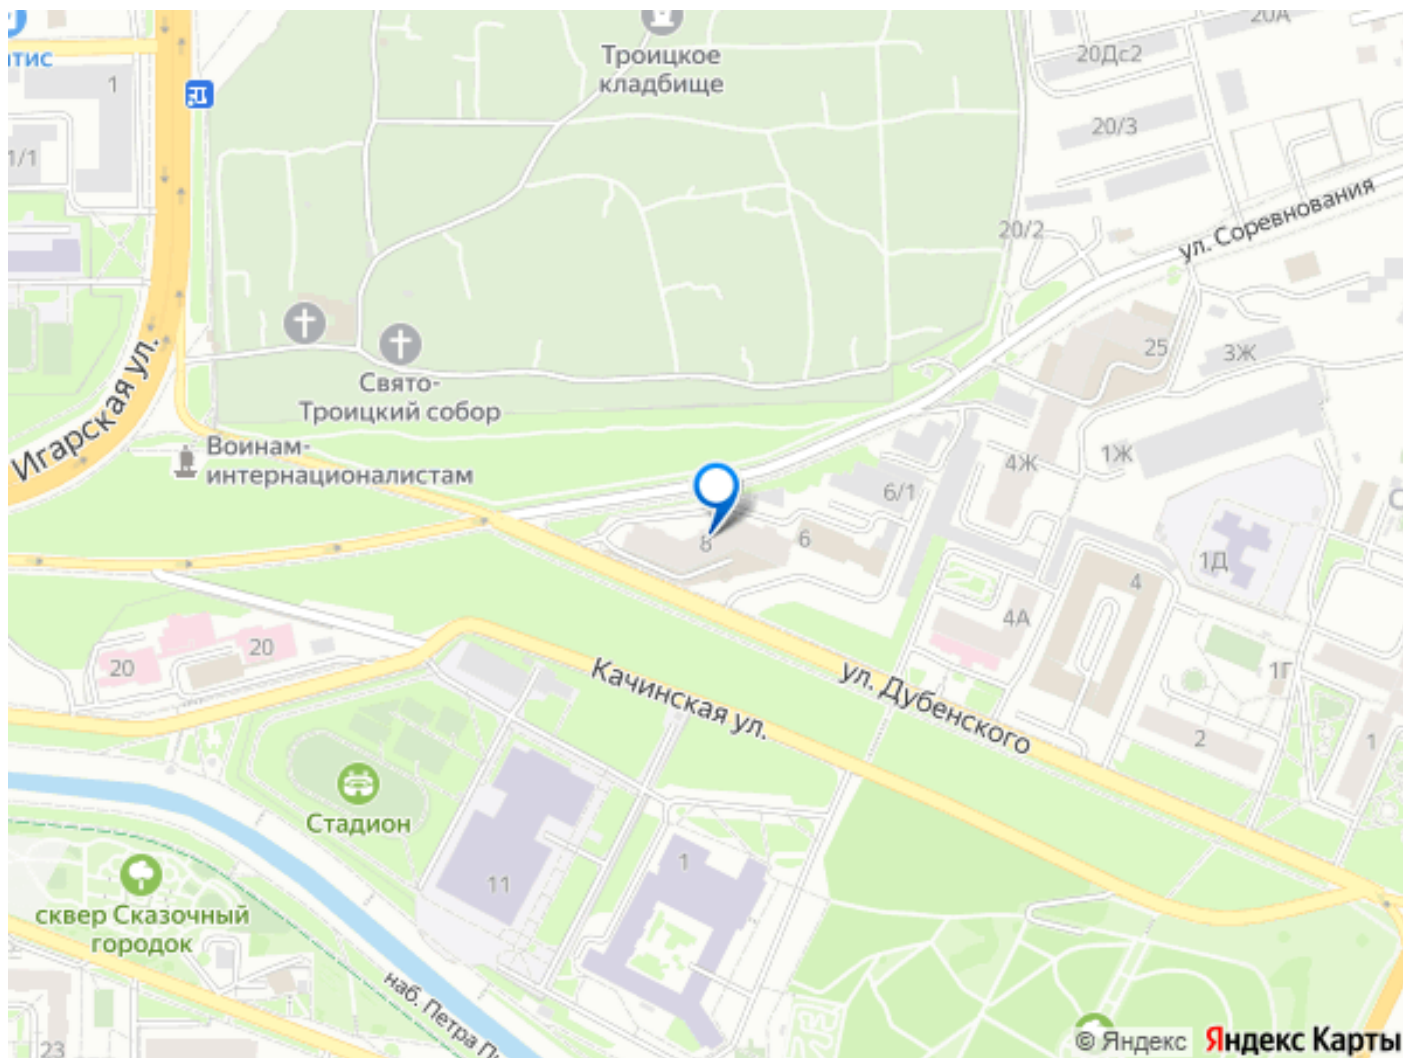 тис
1
1/1
Троицкое
кладбище
20А
20Дс2
20/3
20/2
ул. Соревнования
Игарская ул.
Свято-
Троицкий собор
Воинам-
интернационалистам
25
3Ж
1Ж
4Ж
6/1
8
6
1Д
4
4А
1Г
2
1
20
20
Качинская ул.
ул. Дубенского
Стадион
11
1
сквер Сказочный
городок
наб. Петра
23
© Яндекс Яндекс Карты